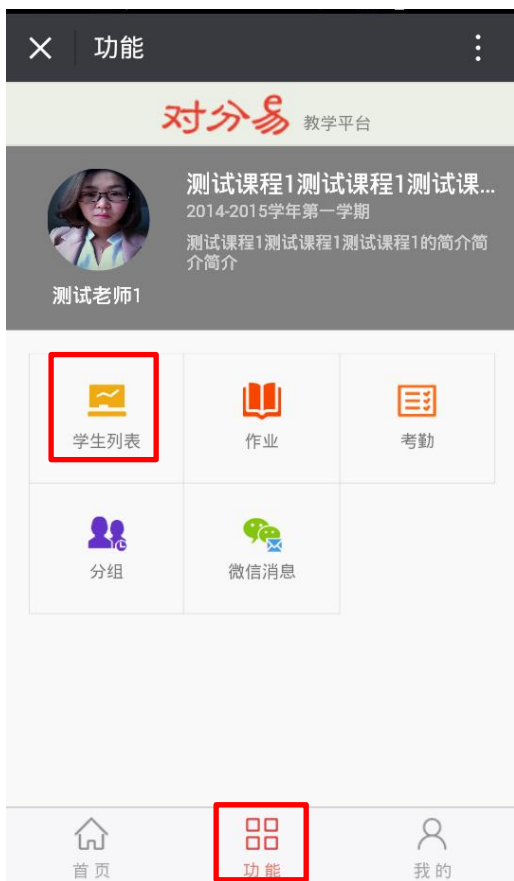 功能
对分易 教学平台
测试课程1测试课程1测试课...
2014-2015学年第一学期
测试课程1测试课程1测试课程1的简介简
介简介
测试老师1
学生列表 作业 考勤
分组 微信消息
首页 功能 我的